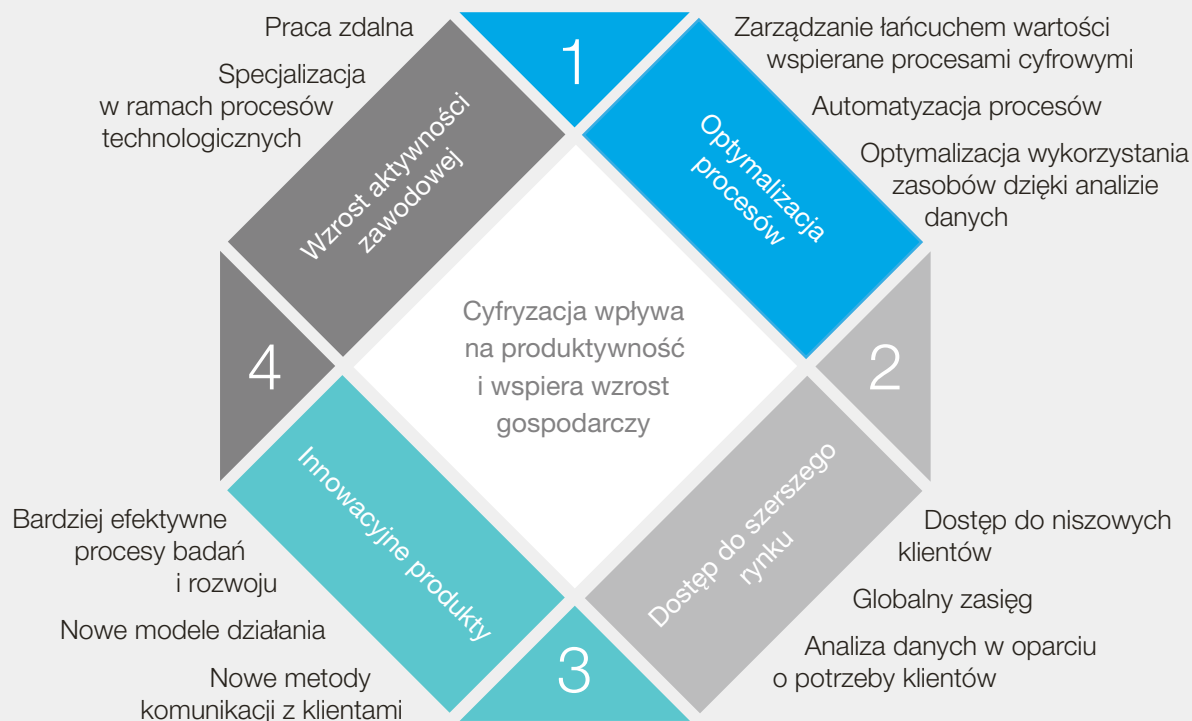 1
Optymalizacja
procesów
Zarządzanie łańcuchem wartości
wspierane procesami cyfrowymi
Automatyzacja procesów
Optymalizacja wykorzystania
zasobów dzięki analizie
danych
2
Dostęp do szerszego
rynku
Dostęp do niszowych
klientów
Globalny zasięg
Analiza danych w oparciu
o potrzeby klientów
3
Innowacyjne produkty
Bardziej efektywne
procesy badań
i rozwoju
Nowe modele działania
Nowe metody
komunikacji z klientami
4
Wzrost aktywności
zawodowej
Praca zdalna
Specjalizacja
w ramach procesów
technologicznych
Cyfryzacja wpływa
na produktywność
i wspiera wzrost
gospodarczy